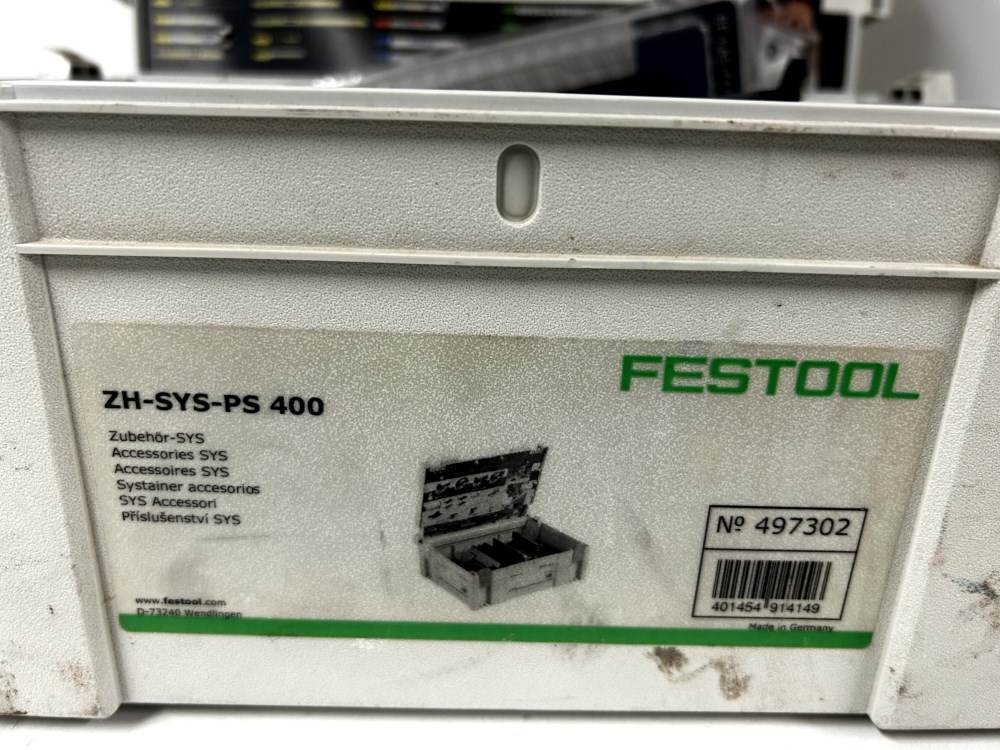 FESTOOL
ZH-SYS-PS 400
Zubehör-SYS
Accessories SYS
Accessoires SYS
Systainer accesorios
SYS Accessori
Příslušenství SYS
Nº 497302
401454 914149
www.festool.com
D-73240 Wendlingen
Made in Germany